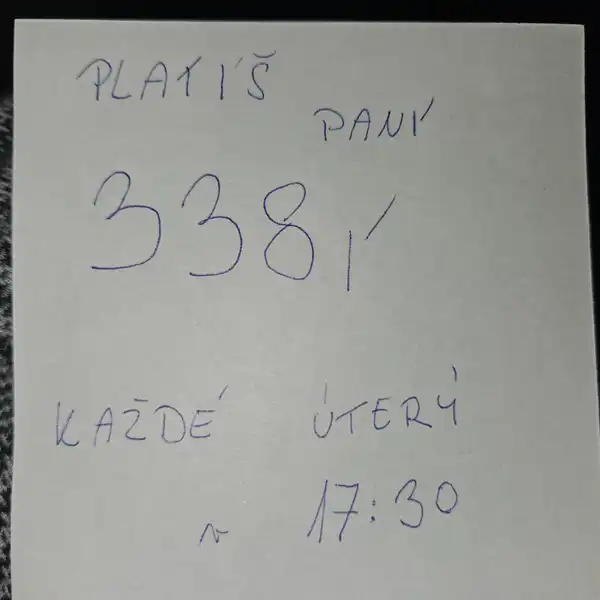 PLATÍŠ
PANÍ
338,-
KAŽDÉ ÚTERÝ
v 17:30